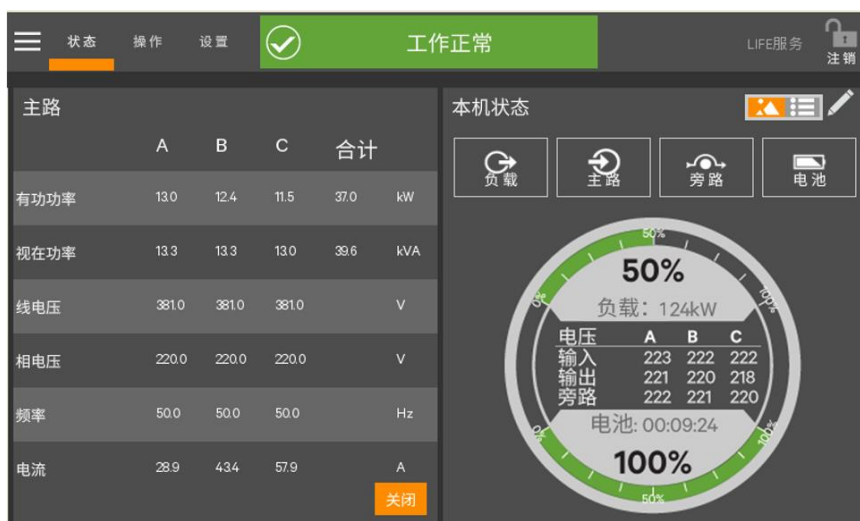 状态 操作 设置 工作正常 LIFE服务 注销
主路
A B C 合计
有功功率 13.0 12.4 11.5 37.0 kW
视在功率 13.3 13.3 13.0 39.6 kVA
线电压 381.0 381.0 381.0 V
相电压 220.0 220.0 220.0 V
频率 50.0 50.0 50.0 Hz
电流 28.9 43.4 57.9 A
关闭
本机状态
负载 主路 旁路 电池
0% 50% 100%
50%
负载：124kW
电压 A B C
输入 223 222 222
输出 221 220 218
旁路 222 221 220
电池: 00:09:24
100%
0% 50% 100%